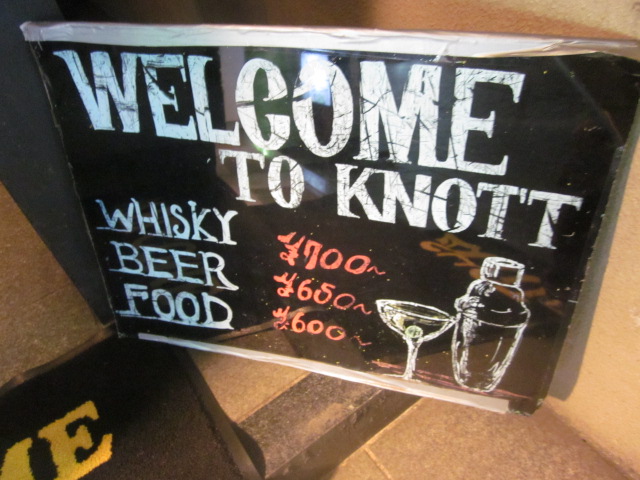 WELCOME
TO KNOTT
WHISKY ¥700~
BEER ¥650~
FOOD ¥600~
ME